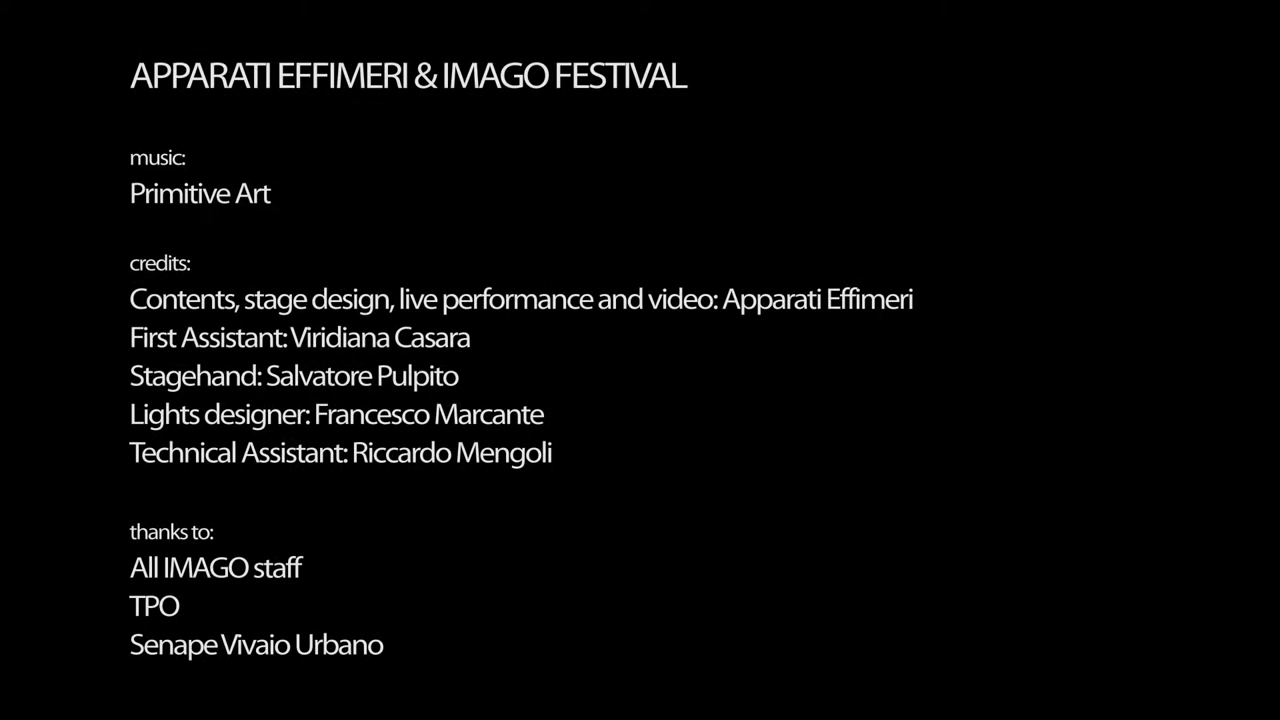 APPARATI EFFIMERI & IMAGO FESTIVAL
music:
Primitive Art
credits:
Contents, stage design, live performance and video: Apparati Effimeri
First Assistant: Viridiana Casara
Stagehand: Salvatore Pulpito
Lights designer: Francesco Marcante
Technical Assistant: Riccardo Mengoli
thanks to:
All IMAGO staff
TPO
Senape Vivaio Urbano